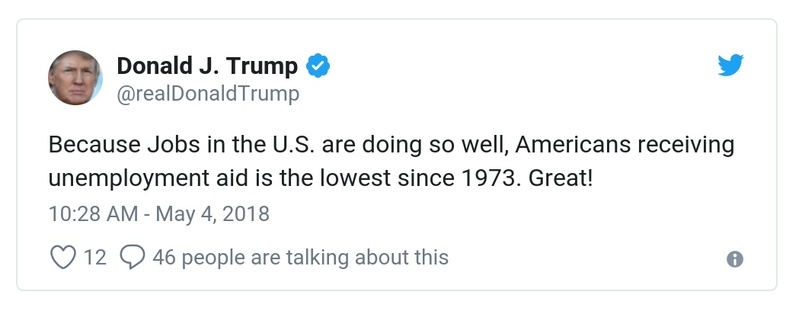 Donald J. Trump
@realDonaldTrump
Because Jobs in the U.S. are doing so well, Americans receiving
unemployment aid is the lowest since 1973. Great!
10:28 AM - May 4, 2018
12 46 people are talking about this